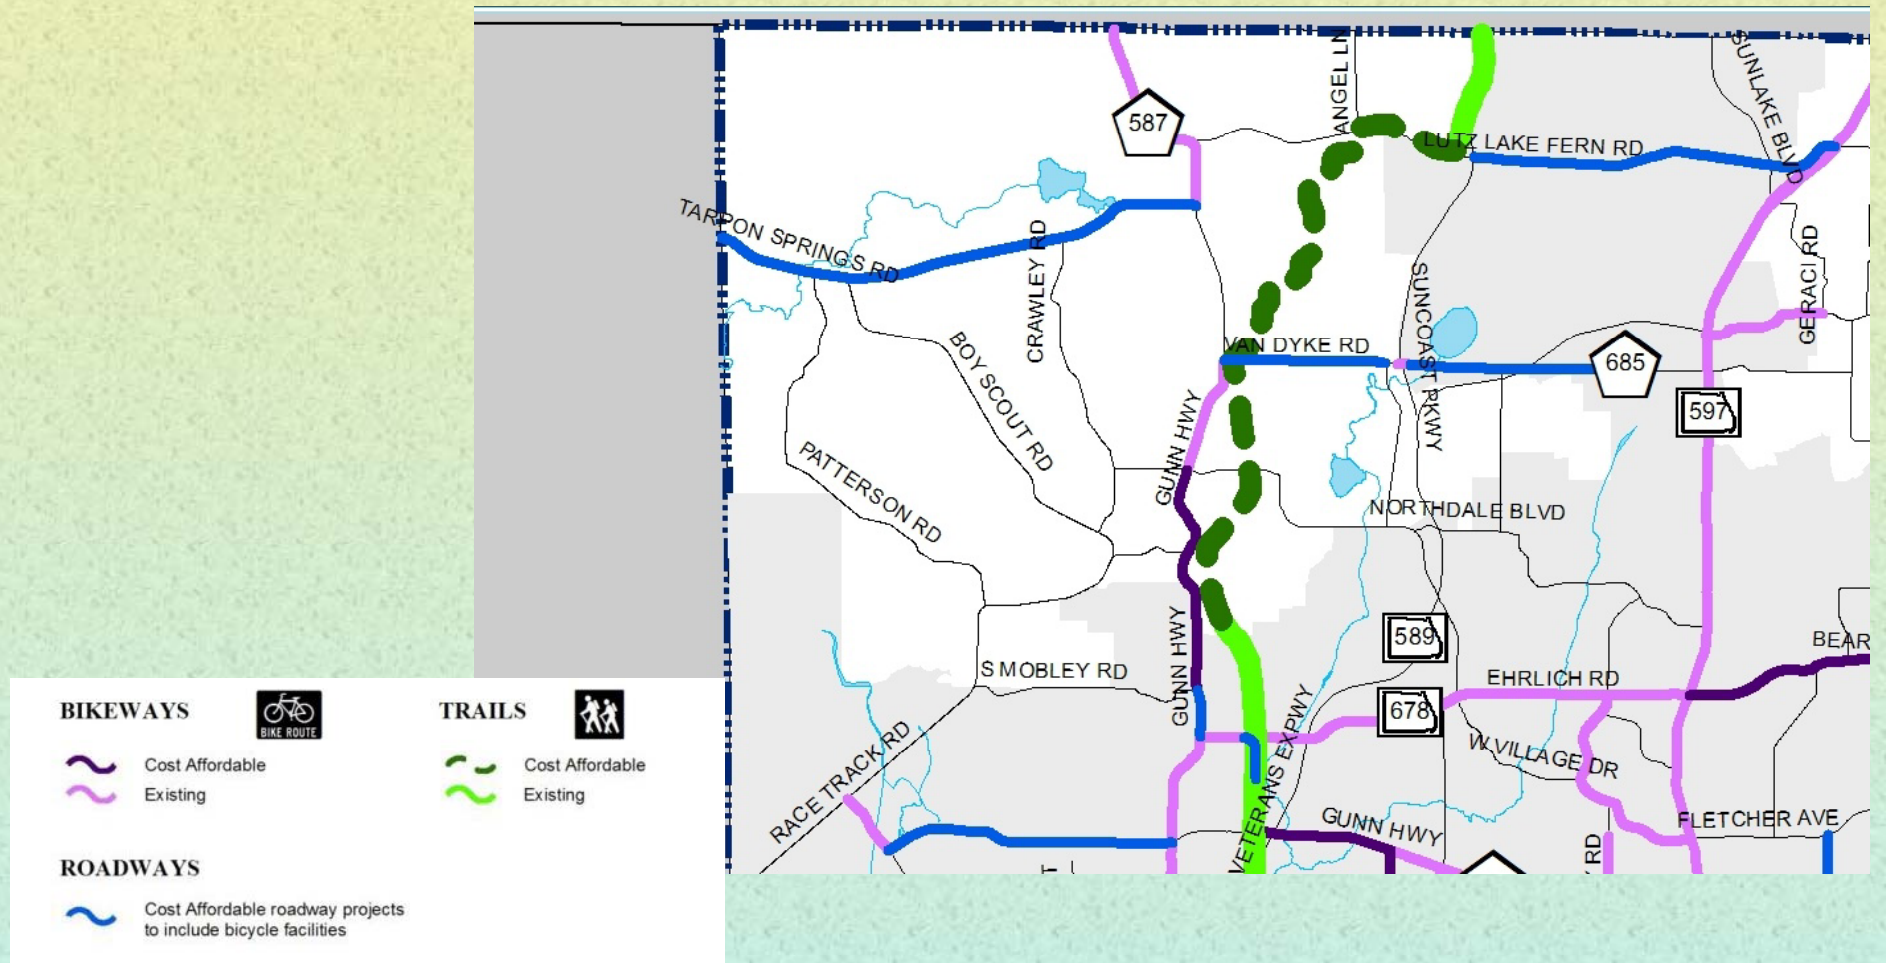 ANGEL LN
SUNLAKE BLVD
587
LUTZ LAKE FERN RD
TARPON SPRINGS RD
CRAWLEY RD
SUNCOAST PKWY
GERACI RD
VAN DYKE RD
685
BOY SCOUT RD
GUNN HWY
597
PATTERSON RD
NORTHDALE BLVD
589
GUNN HWY
BEAR
S MOBLEY RD
EHRLICH RD
678
RACE TRACK RD
W VILLAGE DR
VETERANS EXPWY
GUNN HWY
FLETCHER AVE
RD
BIKEWAYS
BIKE ROUTE
Cost Affordable
Existing
TRAILS
Cost Affordable
Existing
ROADWAYS
Cost Affordable roadway projects
to include bicycle facilities